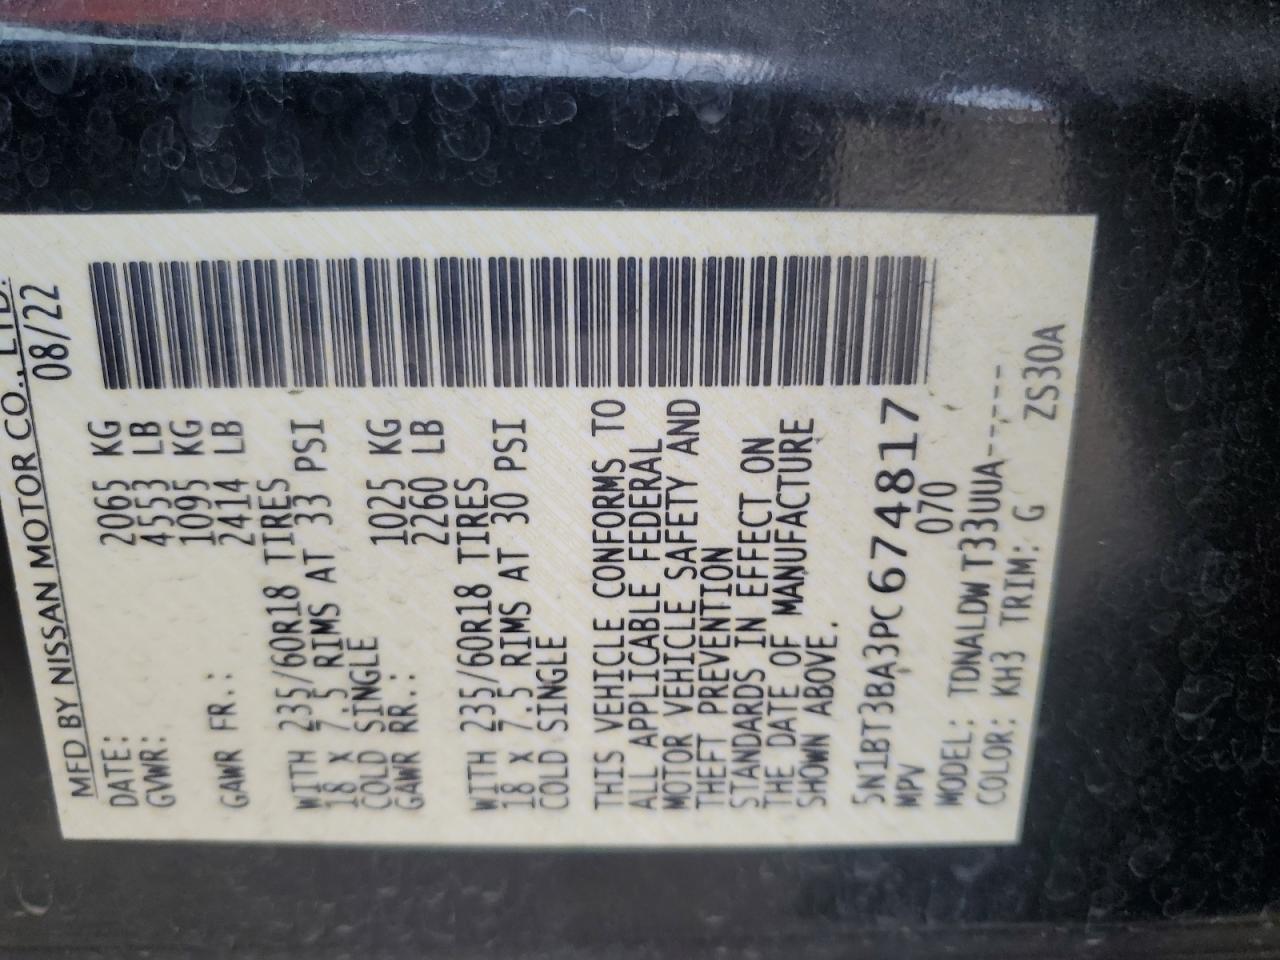 MFD BY NISSAN MOTOR CO., LTD.
DATE: 08/22
GVWR: 2065 KG
4553 LB
GAWR FR.: 1095 KG
2414 LB
WITH 235/60R18 TIRES
18 X 7.5 RIMS AT 33 PSI
COLD SINGLE
GAWR RR.: 1025 KG
2260 LB
WITH 235/60R18 TIRES
18 X 7.5 RIMS AT 30 PSI
COLD SINGLE
THIS VEHICLE CONFORMS TO
ALL APPLICABLE FEDERAL
MOTOR VEHICLE SAFETY AND
THEFT PREVENTION
STANDARDS IN EFFECT ON
THE DATE OF MANUFACTURE
SHOWN ABOVE.
5N1BT3BA3PC674817
MPV 070
MODEL: TDNALDW T33UUA-----
COLOR: KH3 TRIM: G ZS30A